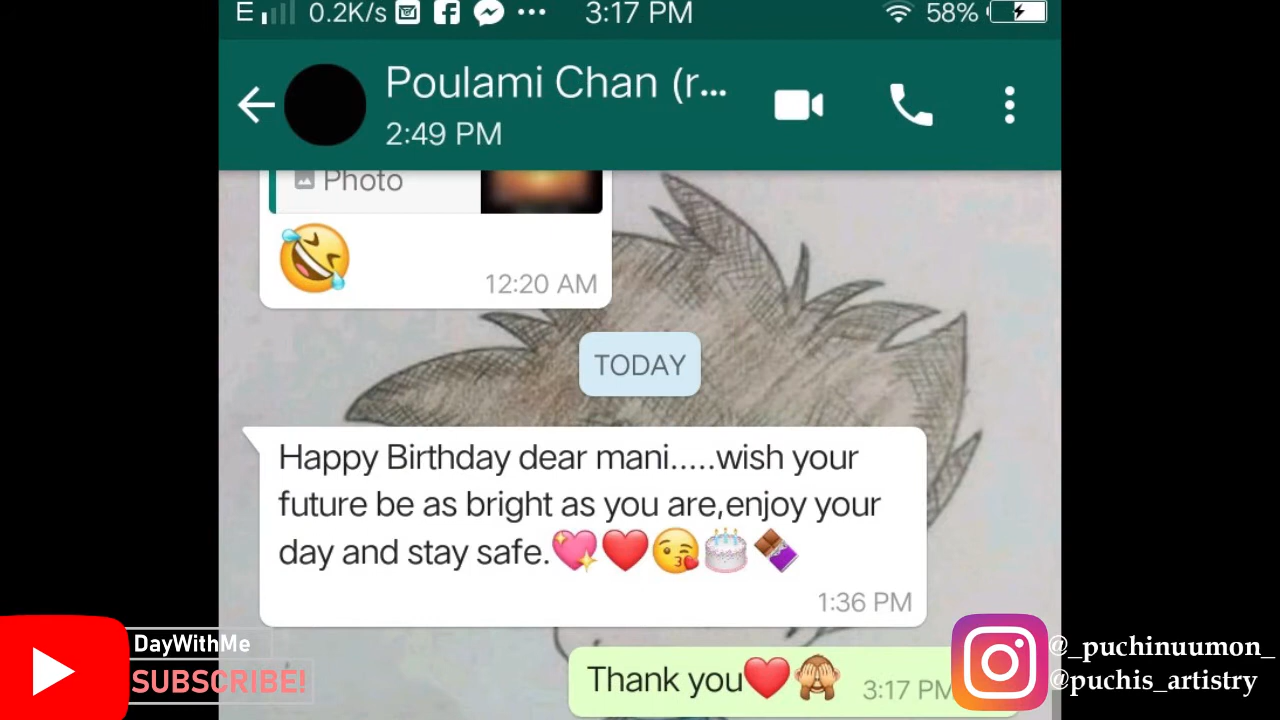 E 0.2K/s ... 3:17 PM 58%
Poulami Chan (r...
2:49 PM
Photo
🤣
12:20 AM
TODAY
Happy Birthday dear mani.....wish your
future be as bright as you are,enjoy your
day and stay safe.💖❤️😘🎂🍫
1:36 PM
Thank you❤️🙈
3:17 PM
DayWithMe
SUBSCRIBE!
@_puchinuumon_
@puchis_artistry